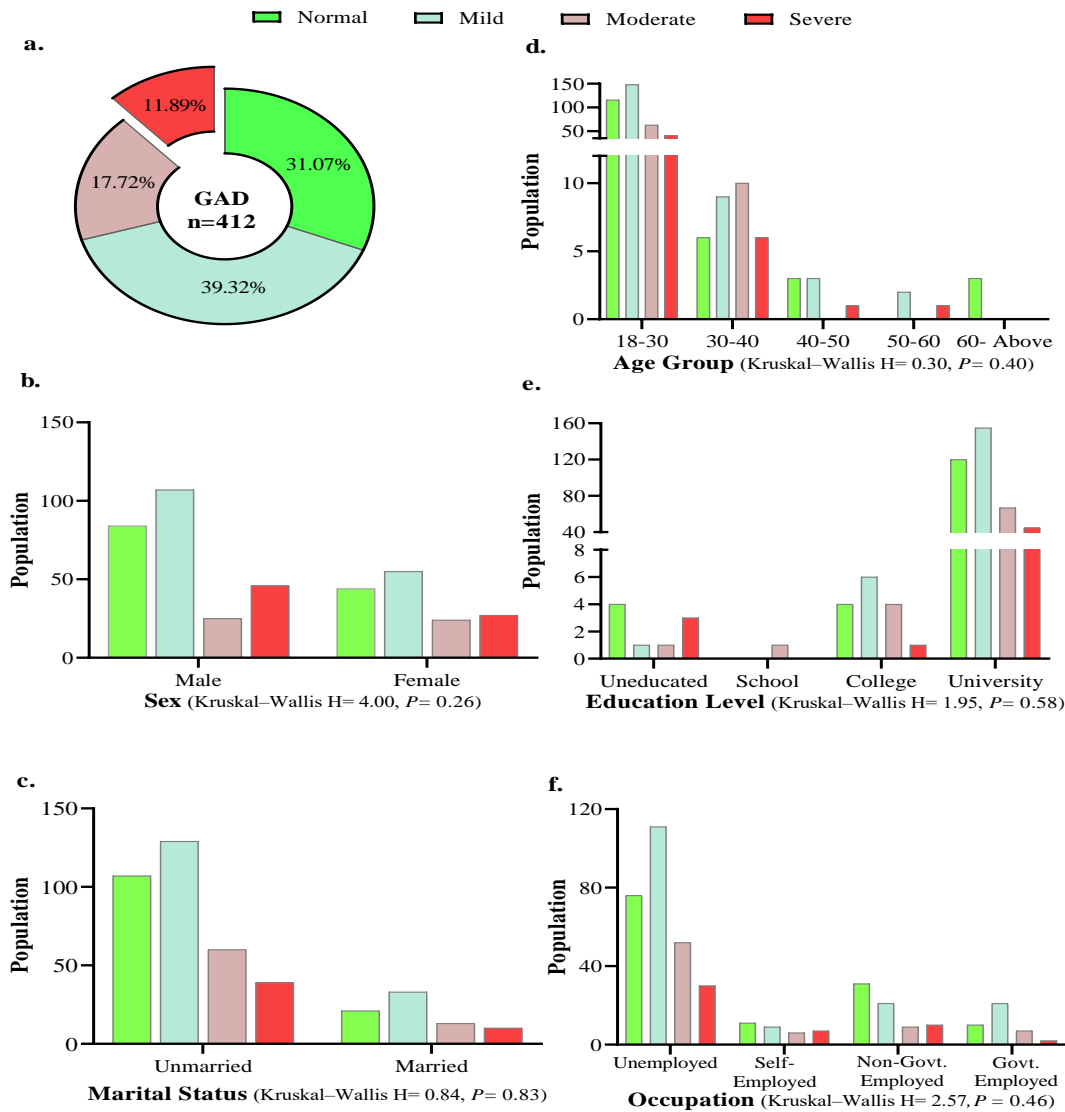 Normal Mild Moderate Severe
a.
11.89%
31.07%
17.72%
GAD
n=412
39.32%
b.
150
100
50
0
Population
Male Female
Sex (Kruskal–Wallis H= 4.00, P= 0.26)
c.
150
100
50
0
Population
Unmarried Married
Marital Status (Kruskal–Wallis H= 0.84, P= 0.83)
d.
150
100
50
10
5
0
Population
18-30 30-40 40-50 50-60 60- Above
Age Group (Kruskal–Wallis H= 0.30, P= 0.40)
e.
160
120
80
40
8
6
4
2
0
Population
Uneducated School College University
Education Level (Kruskal–Wallis H= 1.95, P= 0.58)
f.
120
80
40
0
Population
Unemployed Self- Non-Govt. Govt.
Employed Employed Employed
Occupation (Kruskal–Wallis H= 2.57, P = 0.46)